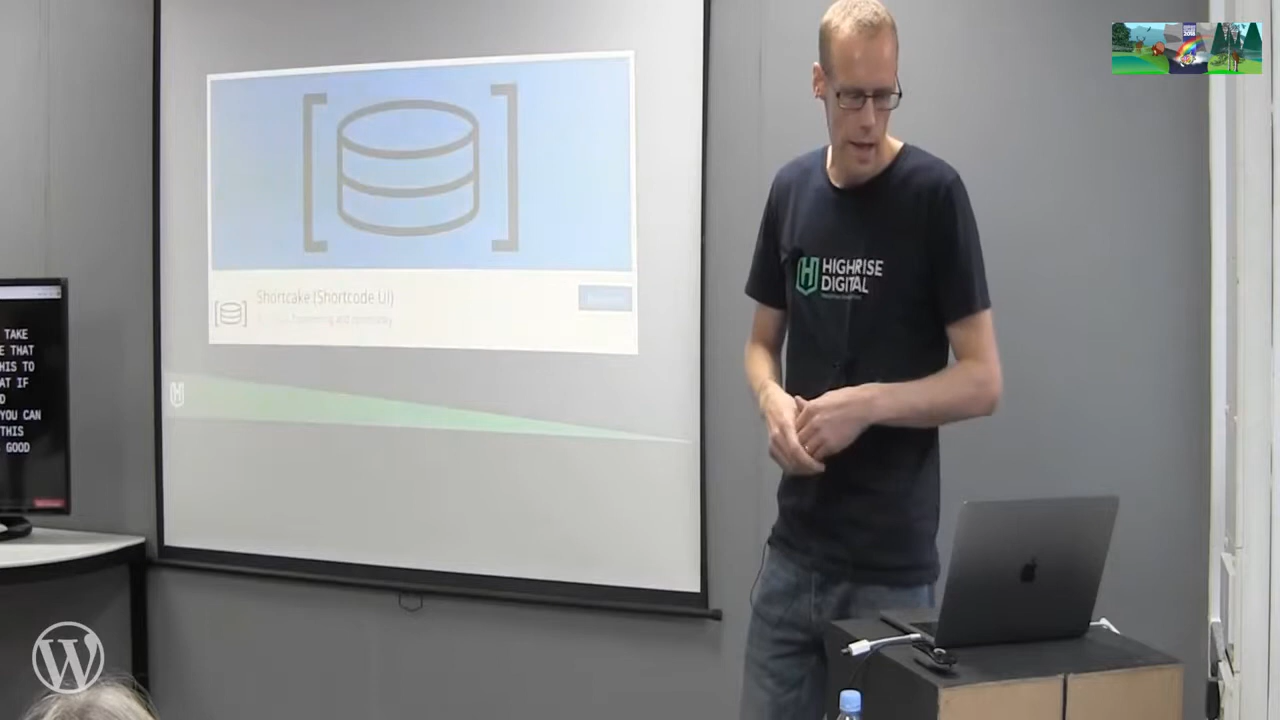 Shortcake (Shortcode UI)
HIGHRISE
DIGITAL
TAKE
E THAT
HIS TO
AT IF
D
YOU CAN
THIS
GOOD